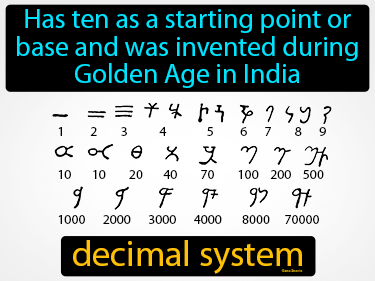 Has ten as a starting point or
base and was invented during
Golden Age in India
1 2 3 4 5 6 7 8 9
10 10 20 40 70 100 200 500
1000 2000 3000 4000 8000 70000
decimal system